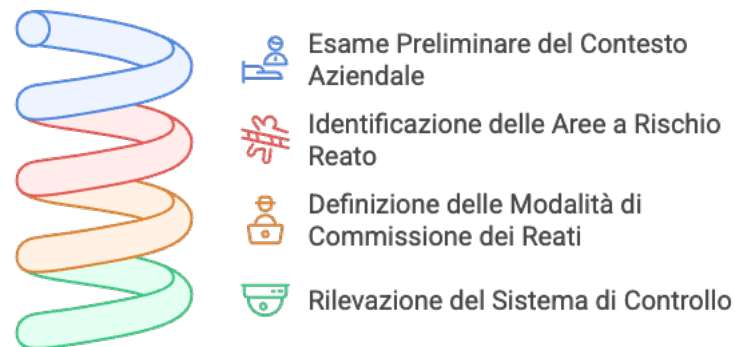 Esame Preliminare del Contesto
Aziendale
Identificazione delle Aree a Rischio
Reato
Definizione delle Modalità di
Commissione dei Reati
Rilevazione del Sistema di Controllo